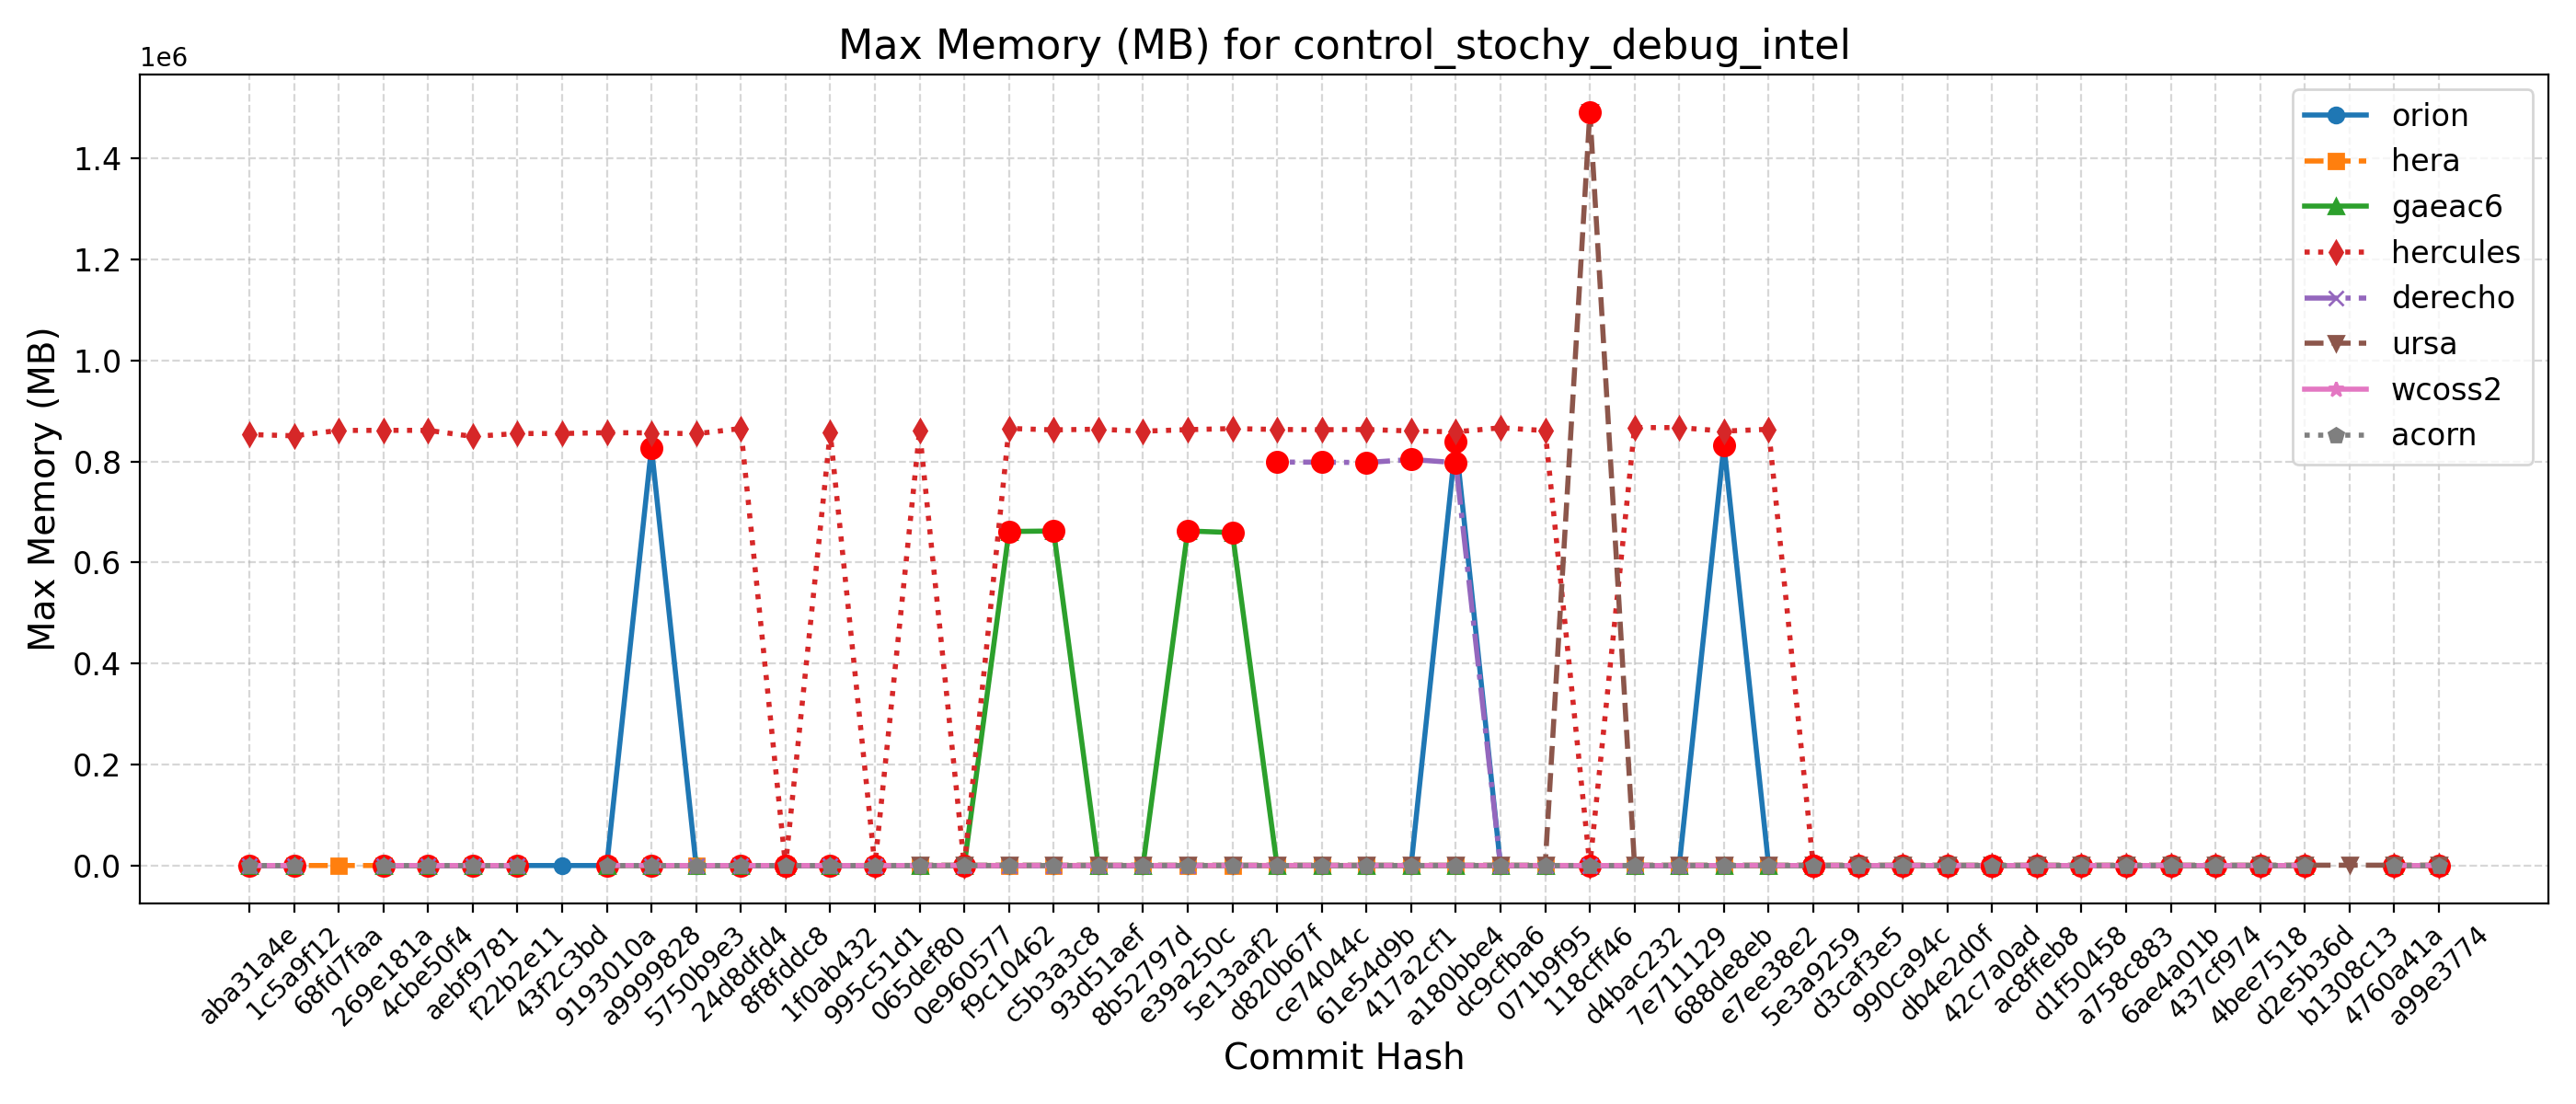 Max Memory (MB) for control_stochy_debug_intel
1e6
1.4
1.2
1.0
0.8
0.6
0.4
0.2
0.0
Max Memory (MB)
orion
hera
gaeac6
hercules
derecho
ursa
wcoss2
acorn
aba31a4e
1c5a9f12
68fd7faa
269e181a
4cbe50f4
aebf9781
f22b2e11
43f2c3bd
9193010a
a9999828
5750b9e3
24d8dfd4
8f8fddc8
1f0ab432
995c51d1
065def80
0e960577
f9c10462
c5b3a3c8
93d51aef
8b52797d
e39a250c
5e13aaf2
d820b67f
ce74044c
61e54d9b
417a2cf1
a180bbe4
dc9cfba6
071b9f95
118cff46
d4bac232
7e711129
688de8eb
e7ee38e2
5e3a9259
d3caf3e5
990ca94c
db4e2d0f
42c7a0ad
ac8ffeb8
d1f50458
a758c883
6ae4a01b
437cf974
4bee7518
d2e5b36d
b1308c13
4760a41a
a99e3774
Commit Hash